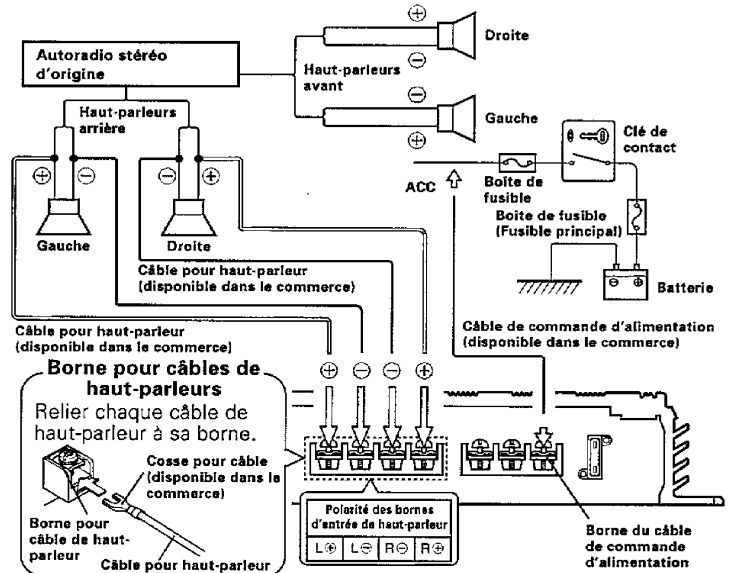 Autoradio stéréo
d'origine
Droite
Haut-parleurs
avant
Gauche
Haut-parleurs
arrière
Clé de
contact
ACC
Boîte de
fusible
Boîte de fusible
(Fusible principal)
Batterie
Gauche
Droite
Câble pour haut-parleur
(disponible dans le commerce)
Câble pour haut-parleur
(disponible dans le commerce)
Câble de commande d'alimentation
(disponible dans le commerce)
Borne pour câbles de
haut-parleurs
Relier chaque câble de
haut-parleur à sa borne.
Cosse pour câble
(disponible dans le
commerce)
Borne pour
câble de haut-
parleur
Câble pour haut-parleur
Polarité des bornes
d'entrée de haut-parleur
L⊕ L⊖ R⊖ R⊕
Borne du câble
de commande
d'alimentation